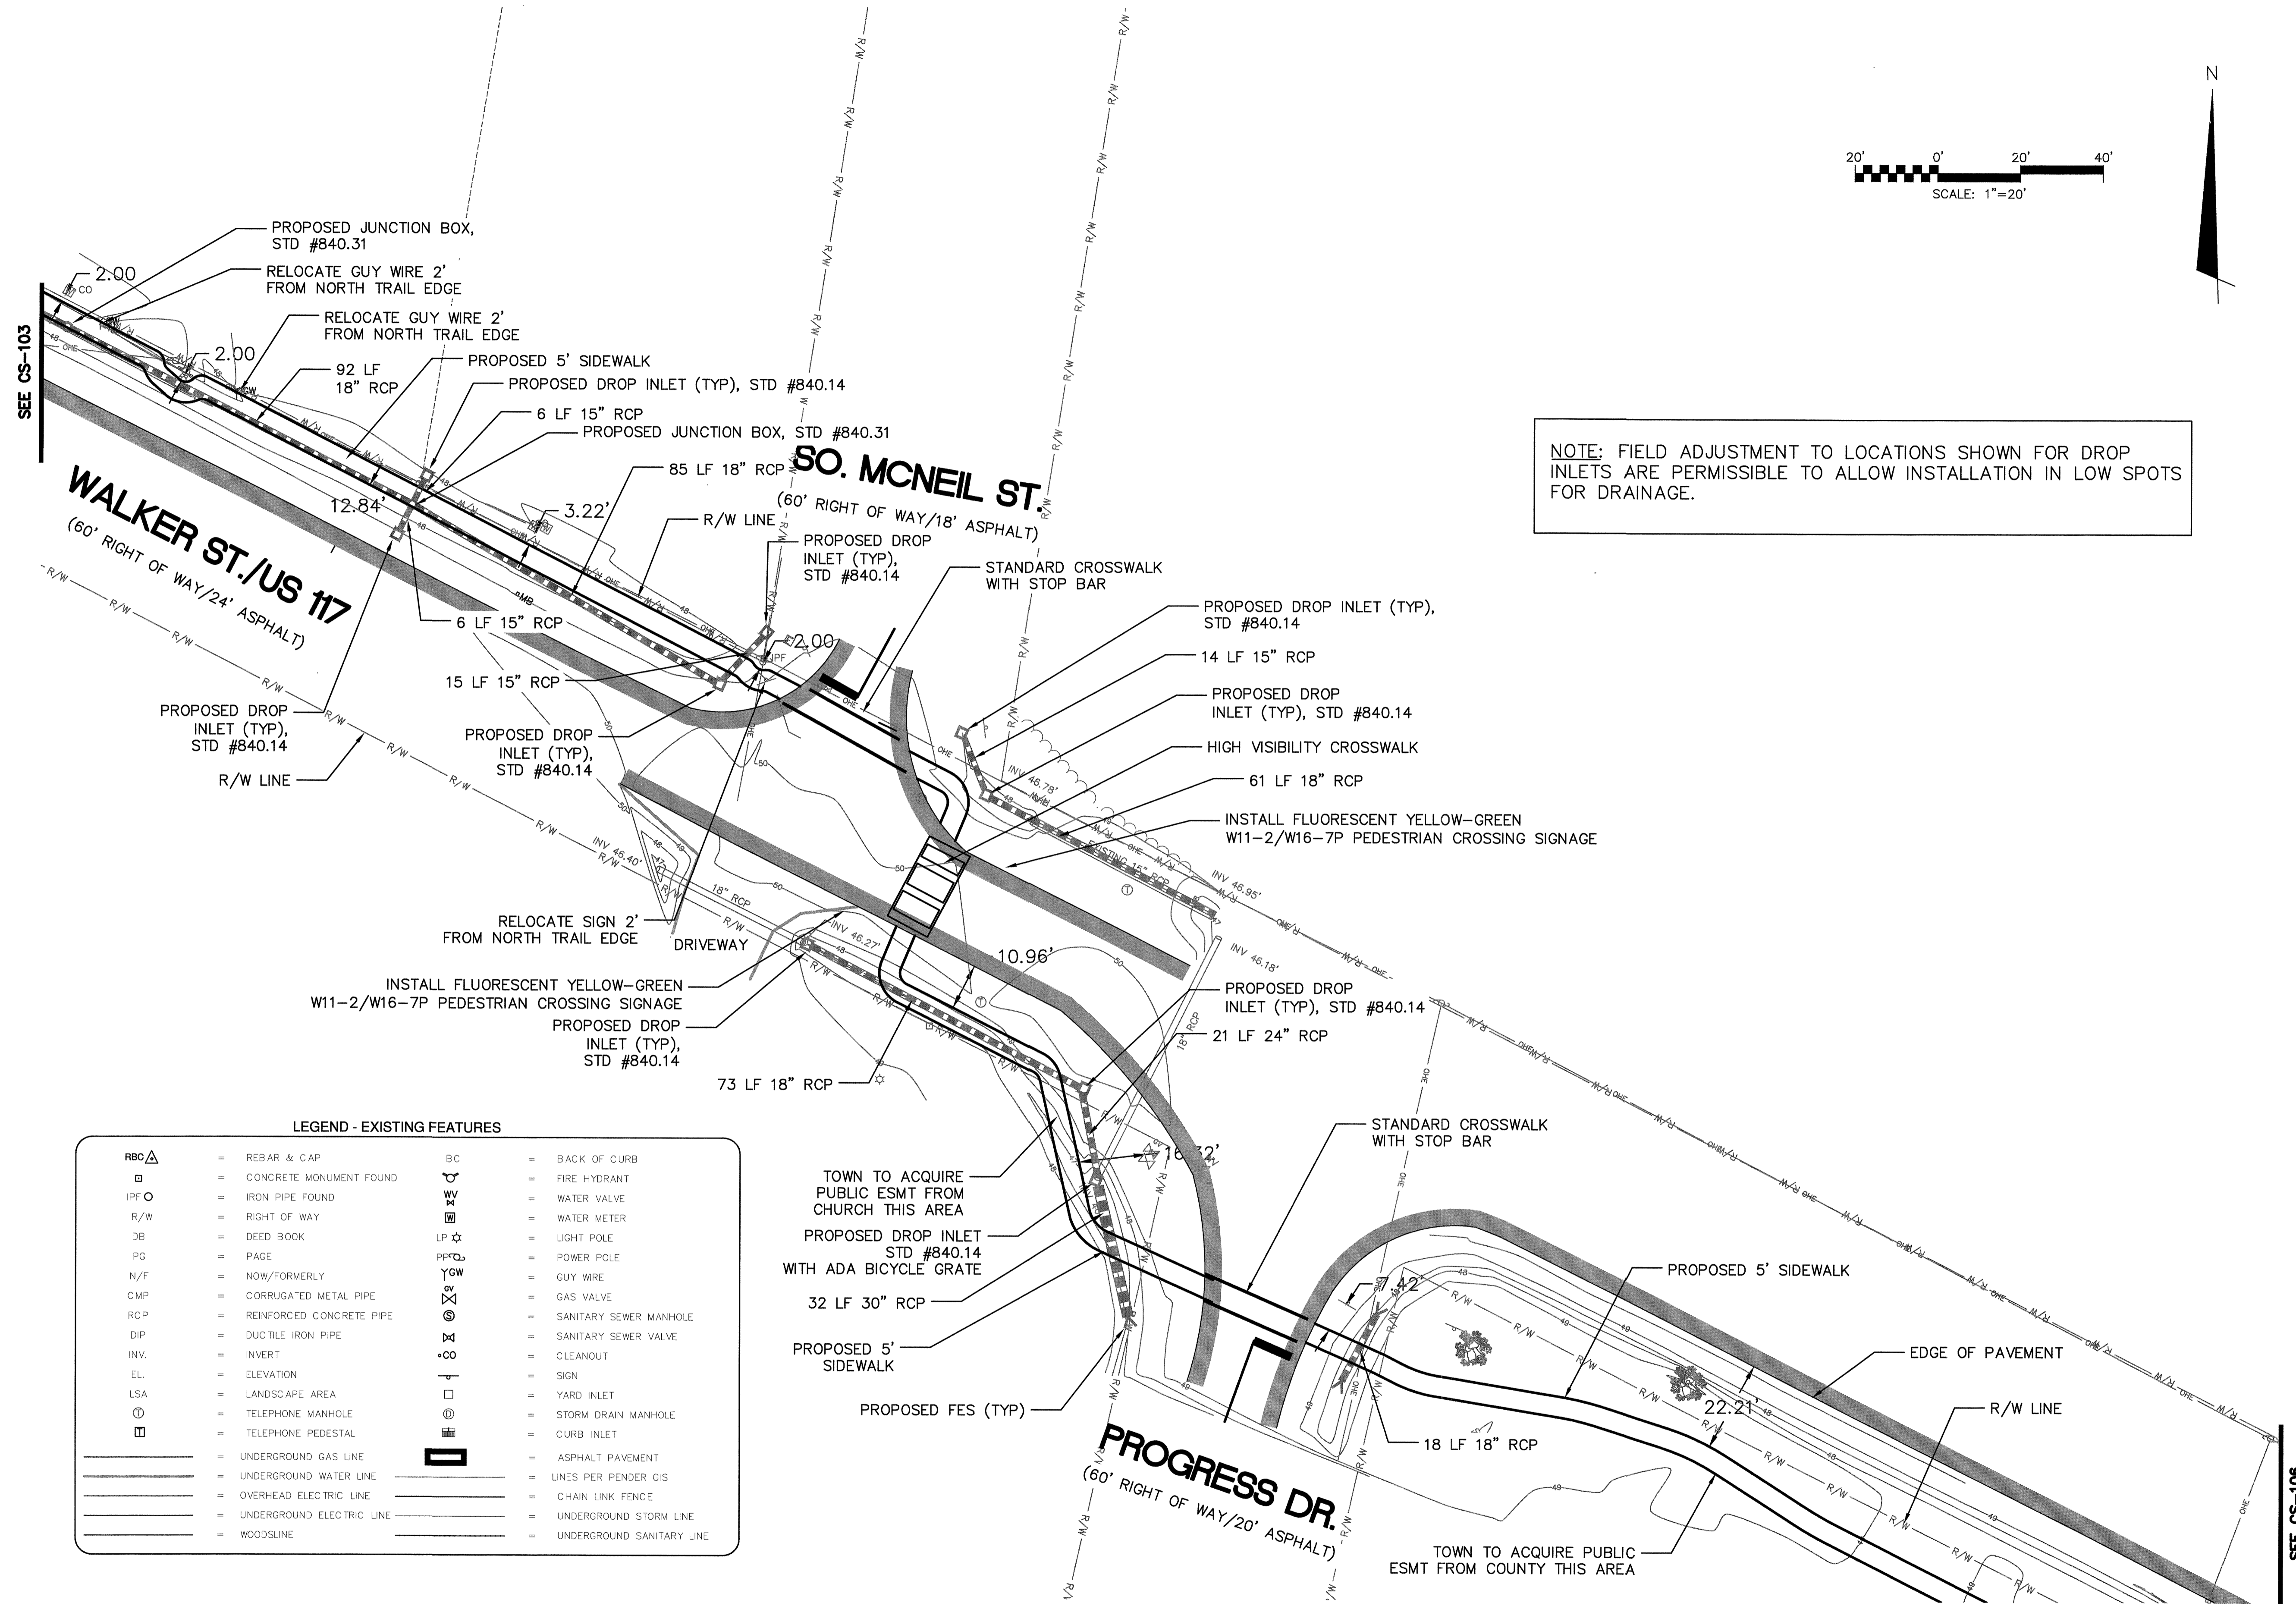 N
20' 0' 20' 40'
SCALE: 1"=20'
PROPOSED JUNCTION BOX,
STD #840.31
RELOCATE GUY WIRE 2'
FROM NORTH TRAIL EDGE
RELOCATE GUY WIRE 2'
FROM NORTH TRAIL EDGE
2.00
CO
2.00
SEE CS-103
92 LF
18" RCP
PROPOSED 5' SIDEWALK
PROPOSED DROP INLET (TYP), STD #840.14
6 LF 15" RCP
PROPOSED JUNCTION BOX, STD #840.31
85 LF 18" RCP
SO. MCNEIL ST.
(60' RIGHT OF WAY/18' ASPHALT)
R/W LINE
12.84'
3.22'
WALKER ST./US 117
(60' RIGHT OF WAY/24' ASPHALT)
NOTE: FIELD ADJUSTMENT TO LOCATIONS SHOWN FOR DROP
INLETS ARE PERMISSIBLE TO ALLOW INSTALLATION IN LOW SPOTS
FOR DRAINAGE.
PROPOSED DROP
INLET (TYP),
STD #840.14
STANDARD CROSSWALK
WITH STOP BAR
MB
6 LF 15" RCP
2.00
IPF
15 LF 15" RCP
PROPOSED DROP INLET (TYP),
STD #840.14
14 LF 15" RCP
PROPOSED DROP
INLET (TYP), STD #840.14
HIGH VISIBILITY CROSSWALK
61 LF 18" RCP
INSTALL FLUORESCENT YELLOW-GREEN
W11-2/W16-7P PEDESTRIAN CROSSING SIGNAGE
PROPOSED DROP
INLET (TYP),
STD #840.14
R/W LINE
PROPOSED DROP
INLET (TYP),
STD #840.14
INV 46.78'
EXISTING 15" RCP
INV 46.95'
INV 46.40'
18" RCP
RELOCATE SIGN 2'
FROM NORTH TRAIL EDGE
DRIVEWAY
INV 46.27'
10.96'
INV 46.18'
INSTALL FLUORESCENT YELLOW-GREEN
W11-2/W16-7P PEDESTRIAN CROSSING SIGNAGE
PROPOSED DROP
INLET (TYP),
STD #840.14
PROPOSED DROP
INLET (TYP), STD #840.14
18" RCP
21 LF 24" RCP
73 LF 18" RCP
STANDARD CROSSWALK
WITH STOP BAR
16.32'
TOWN TO ACQUIRE
PUBLIC ESMT FROM
CHURCH THIS AREA
PROPOSED DROP INLET
STD #840.14
WITH ADA BICYCLE GRATE
32 LF 30" RCP
PROPOSED 5'
SIDEWALK
PROPOSED FES (TYP)
7.42'
PROPOSED 5' SIDEWALK
EDGE OF PAVEMENT
22.21'
R/W LINE
18 LF 18" RCP
PROGRESS DR.
(60' RIGHT OF WAY/20' ASPHALT)
TOWN TO ACQUIRE PUBLIC
ESMT FROM COUNTY THIS AREA
SEE CS-106
LEGEND - EXISTING FEATURES
RBC = REBAR & CAP BC = BACK OF CURB
= CONCRETE MONUMENT FOUND = FIRE HYDRANT
IPF = IRON PIPE FOUND WV = WATER VALVE
R/W = RIGHT OF WAY W = WATER METER
DB = DEED BOOK LP = LIGHT POLE
PG = PAGE PP = POWER POLE
N/F = NOW/FORMERLY GW = GUY WIRE
CMP = CORRUGATED METAL PIPE GV = GAS VALVE
RCP = REINFORCED CONCRETE PIPE S = SANITARY SEWER MANHOLE
DIP = DUCTILE IRON PIPE = SANITARY SEWER VALVE
INV. = INVERT CO = CLEANOUT
EL. = ELEVATION = SIGN
LSA = LANDSCAPE AREA = YARD INLET
T = TELEPHONE MANHOLE D = STORM DRAIN MANHOLE
T = TELEPHONE PEDESTAL = CURB INLET
= UNDERGROUND GAS LINE = ASPHALT PAVEMENT
= UNDERGROUND WATER LINE = LINES PER PENDER GIS
= OVERHEAD ELECTRIC LINE = CHAIN LINK FENCE
= UNDERGROUND ELECTRIC LINE = UNDERGROUND STORM LINE
= WOODSLINE = UNDERGROUND SANITARY LINE